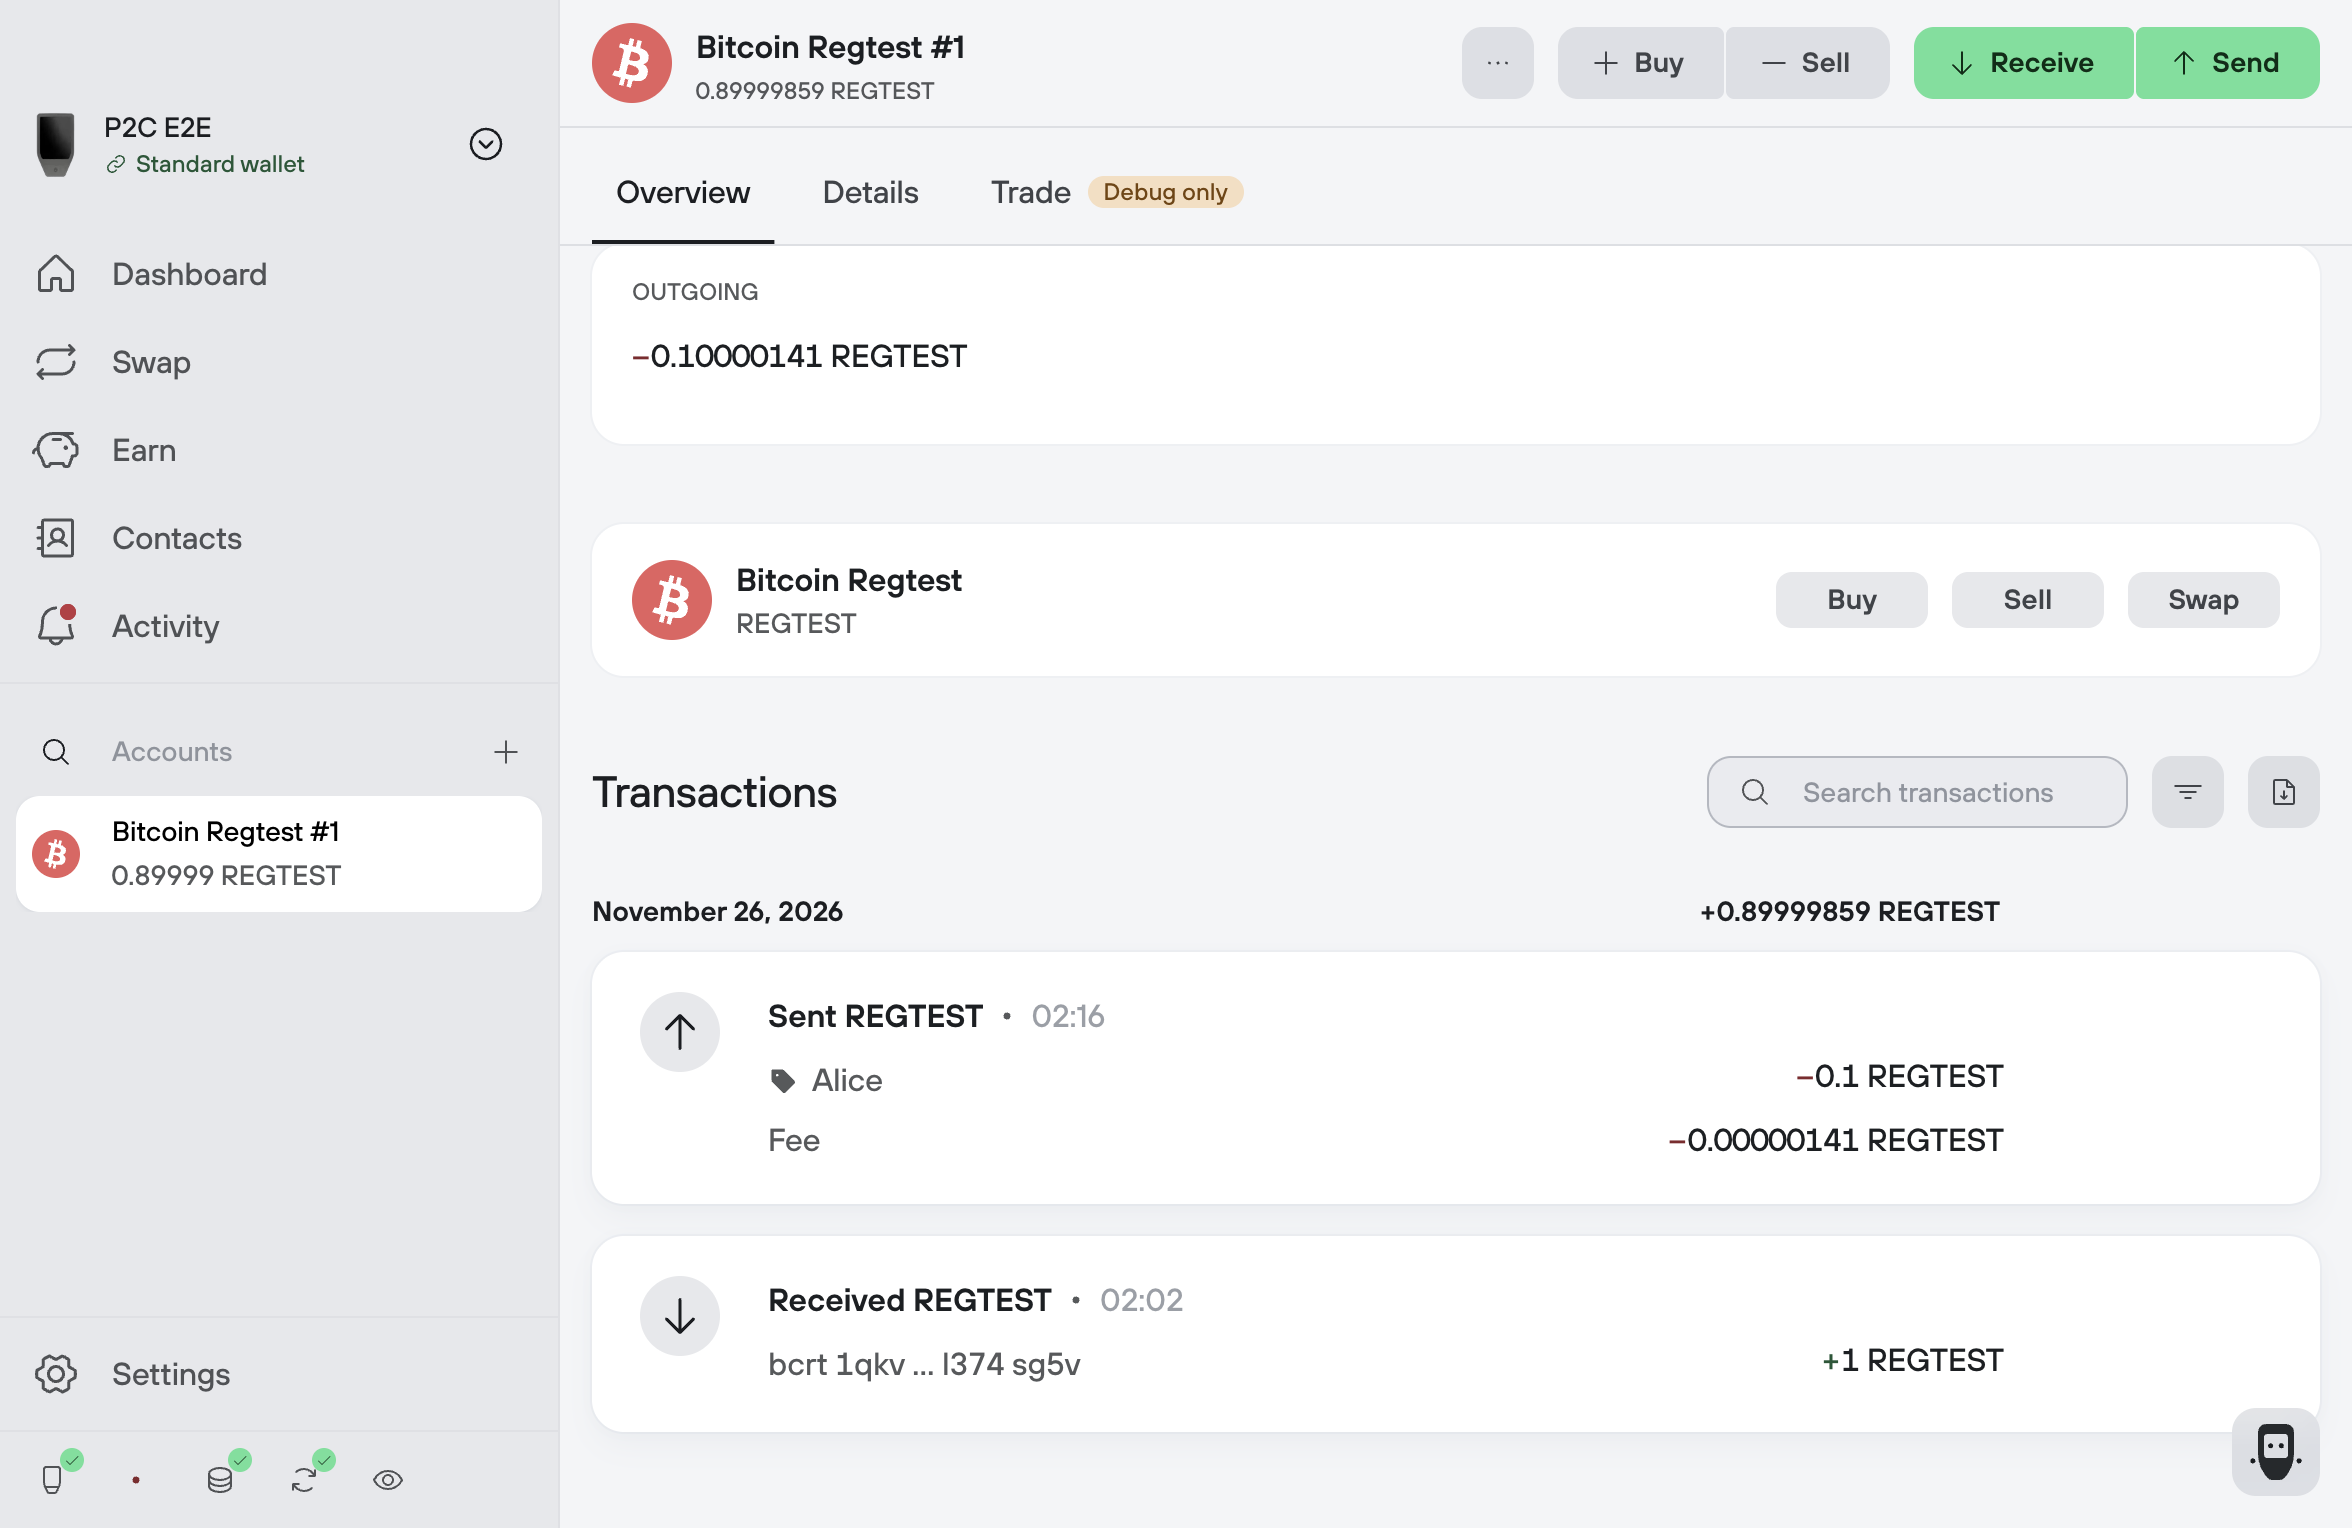 P2C E2E
Standard wallet
Dashboard
Swap
Earn
Contacts
Activity
Accounts
Bitcoin Regtest #1
0.89999 REGTEST
Settings
Bitcoin Regtest #1
0.89999859 REGTEST
... + Buy — Sell Receive Send
Overview Details Trade Debug only
OUTGOING
−0.10000141 REGTEST
Bitcoin Regtest
REGTEST
Buy Sell Swap
Transactions
Search transactions
November 26, 2026 +0.89999859 REGTEST
Sent REGTEST • 02:16
Alice −0.1 REGTEST
Fee −0.00000141 REGTEST
Received REGTEST • 02:02
bcrt 1qkv ... l374 sg5v +1 REGTEST